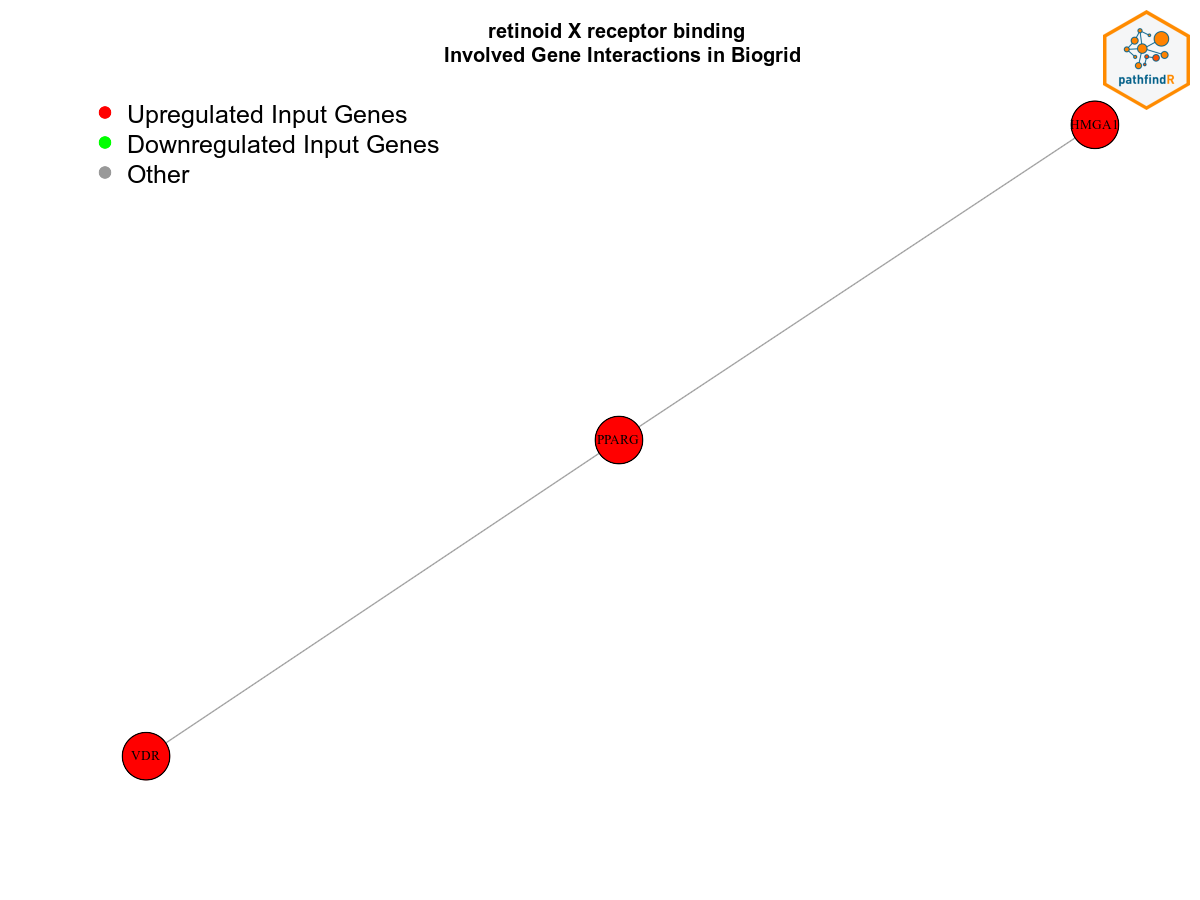 retinoid X receptor binding
Involved Gene Interactions in Biogrid
pathfindR
Upregulated Input Genes
Downregulated Input Genes
Other
HMGA1
PPARG
VDR